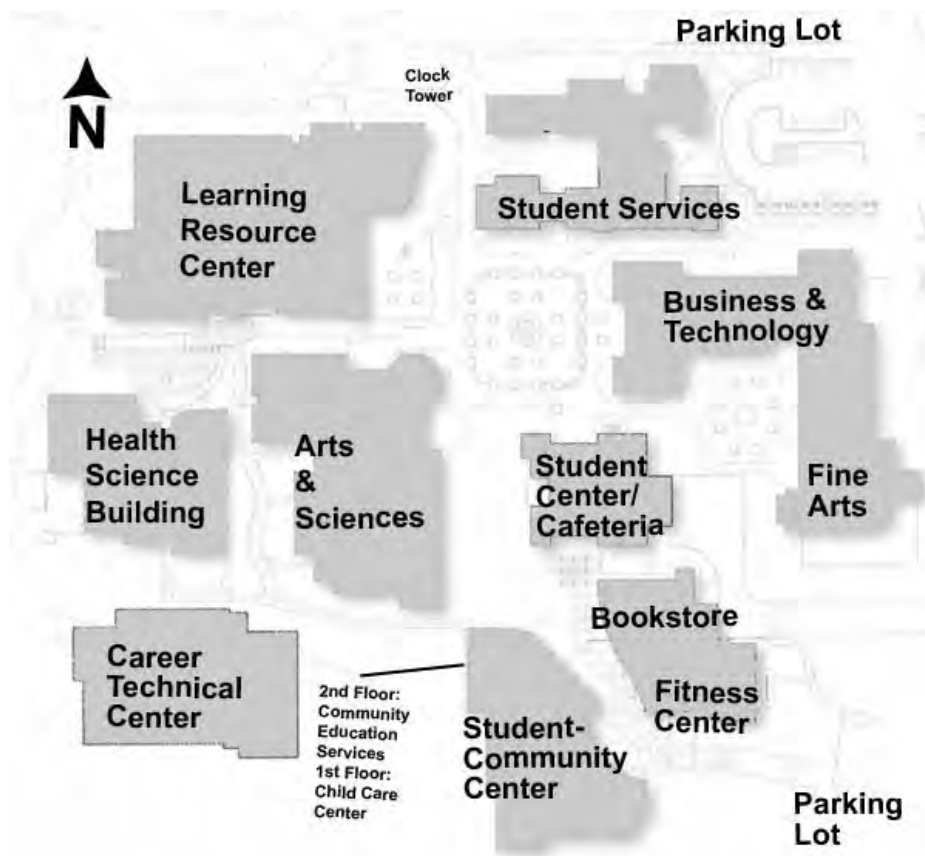 Parking Lot
Clock
Tower
N
Learning
Resource
Center
Student Services
Business &
Technology
Health
Science
Building
Arts
&
Sciences
Student
Center/
Cafeteria
Fine
Arts
Bookstore
Fitness
Center
Career
Technical
Center
2nd Floor:
Community
Education
Services
1st Floor:
Child Care
Center
Student-
Community
Center
Parking
Lot